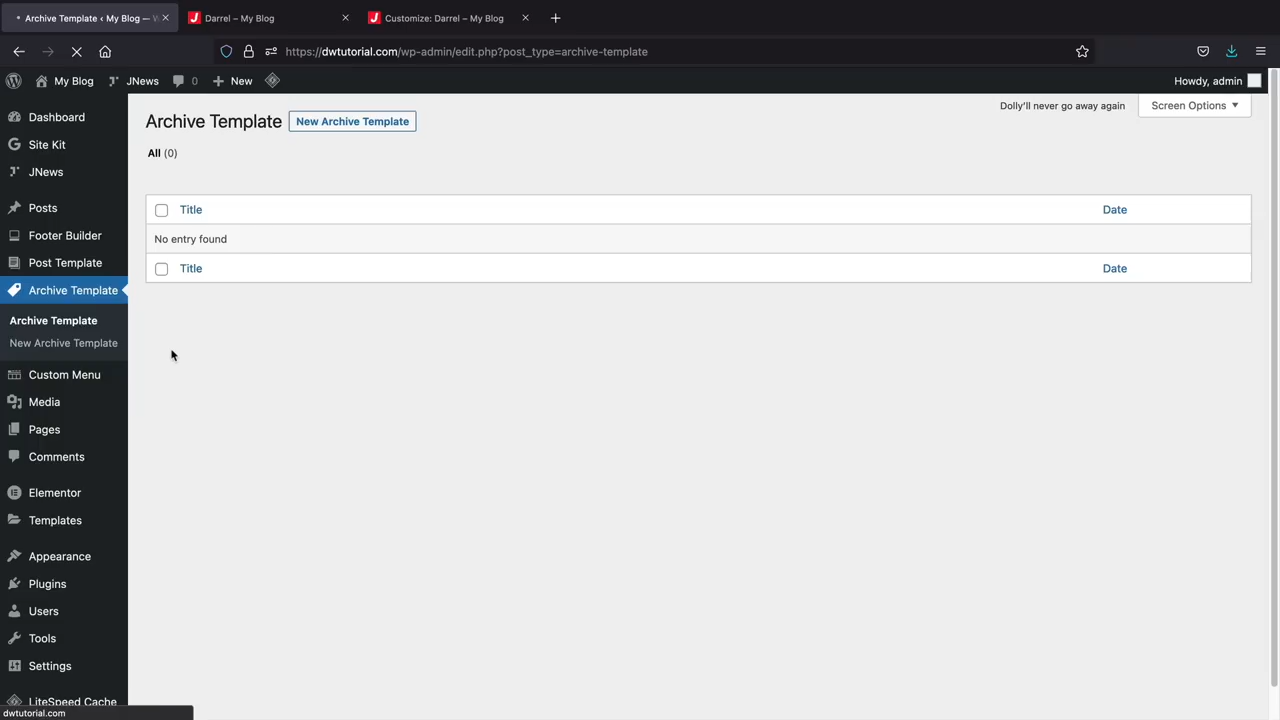 Archive Template ‹ My Blog — W
Darrel – My Blog
Customize: Darrel – My Blog
https://dwtutorial.com/wp-admin/edit.php?post_type=archive-template
My Blog
JNews
0
New
Howdy, admin
Dashboard
Site Kit
JNews
Posts
Footer Builder
Post Template
Archive Template
Archive Template
New Archive Template
Custom Menu
Media
Pages
Comments
Elementor
Templates
Appearance
Plugins
Users
Tools
Settings
LiteSpeed Cache
dwtutorial.com
Dolly'll never go away again
Screen Options
Archive Template
New Archive Template
All (0)
Title
Date
No entry found
Title
Date